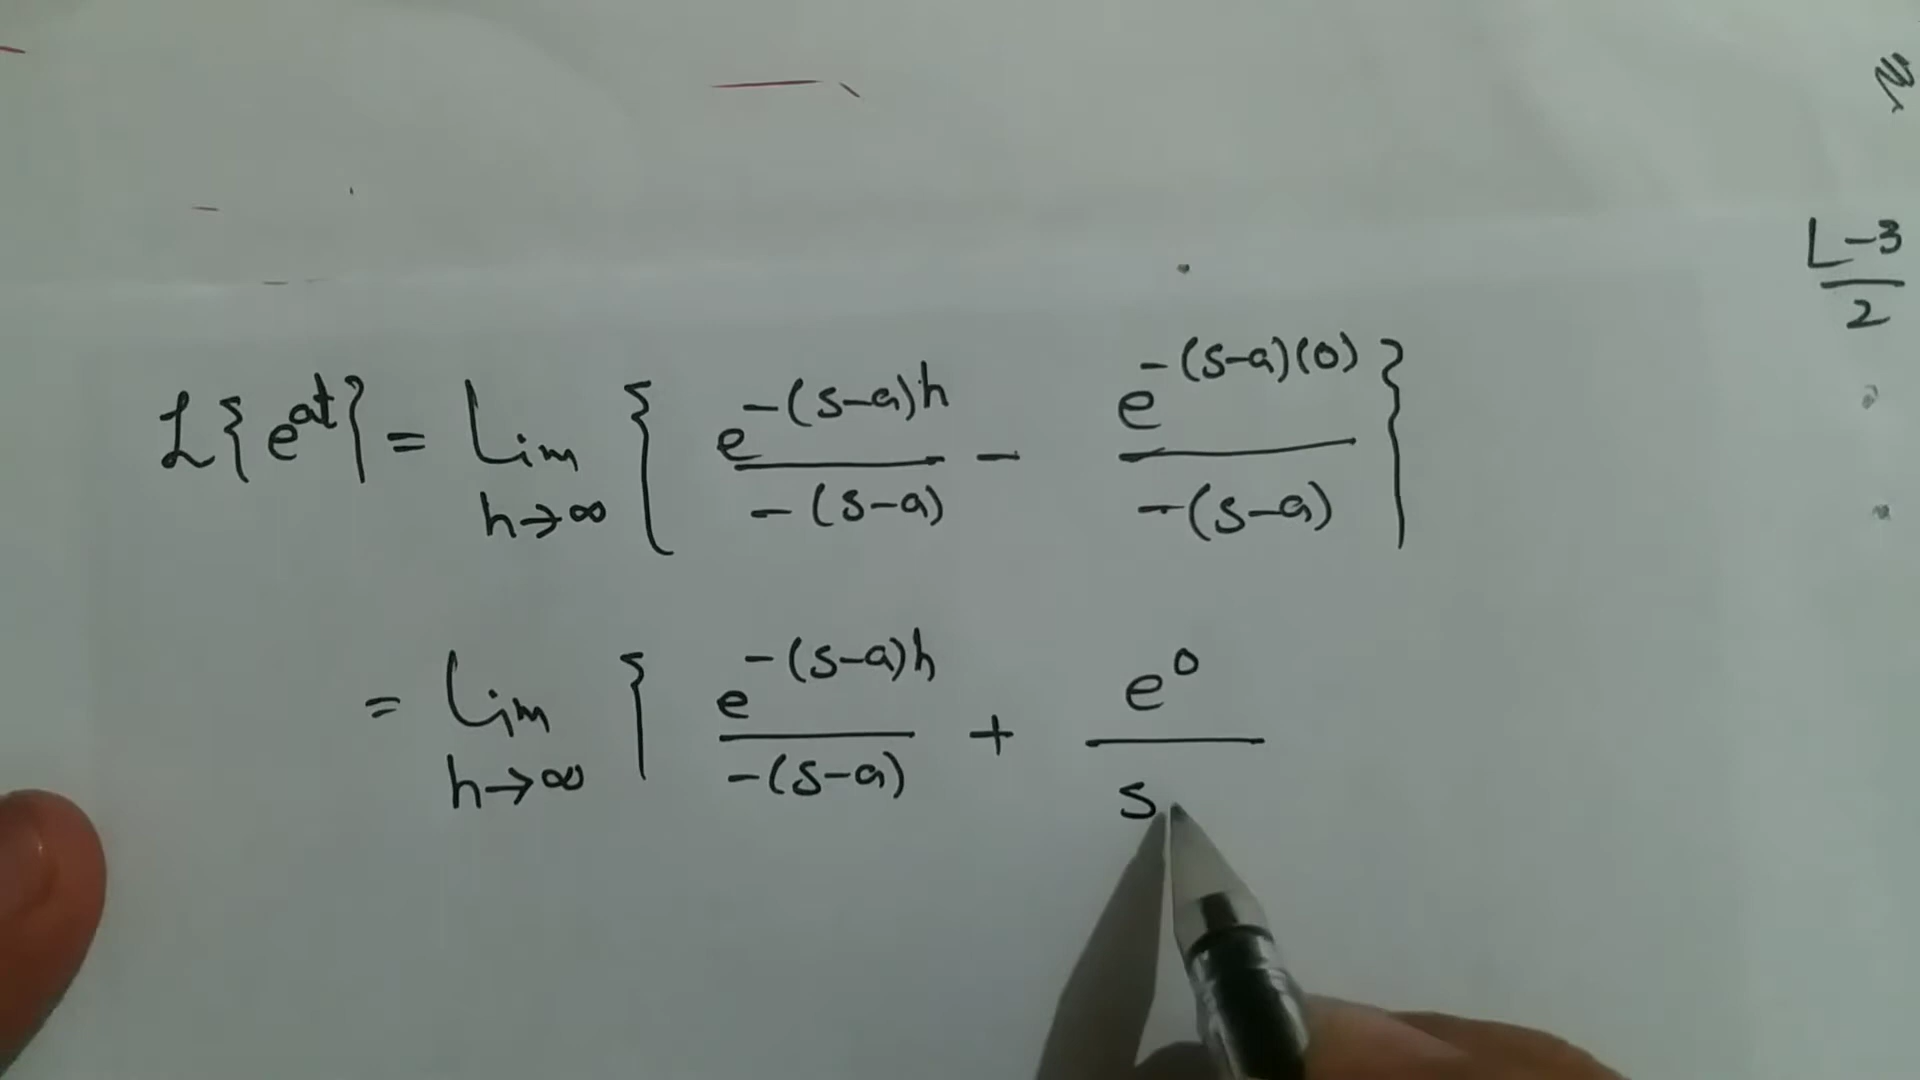 L-3
2
ℒ{e^{at}} = Lim_{h→∞} { e^{-(s-a)h} / -(s-a) - e^{-(s-a)(0)} / -(s-a) }
= Lim_{h→∞} { e^{-(s-a)h} / -(s-a) + e^0 / s